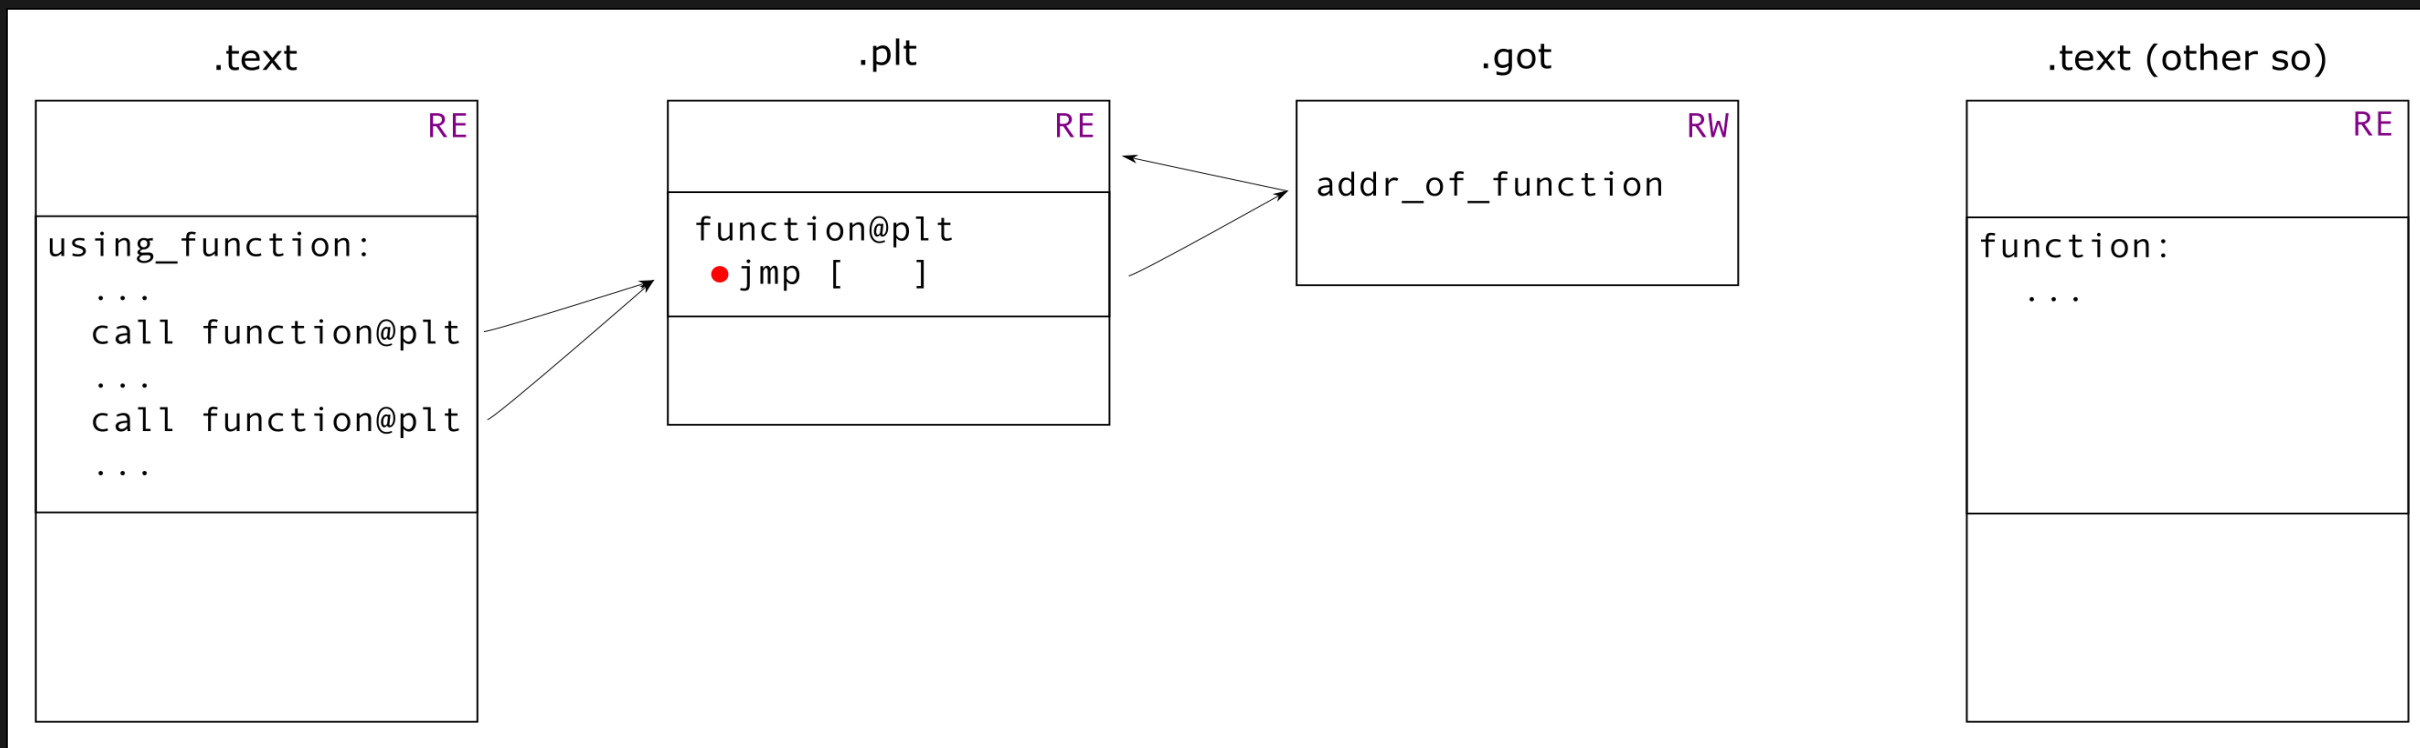 .text
RE
using_function:
...
call function@plt
...
call function@plt
...
.plt
RE
function@plt
jmp [ ]
.got
RW
addr_of_function
.text (other so)
RE
function:
...